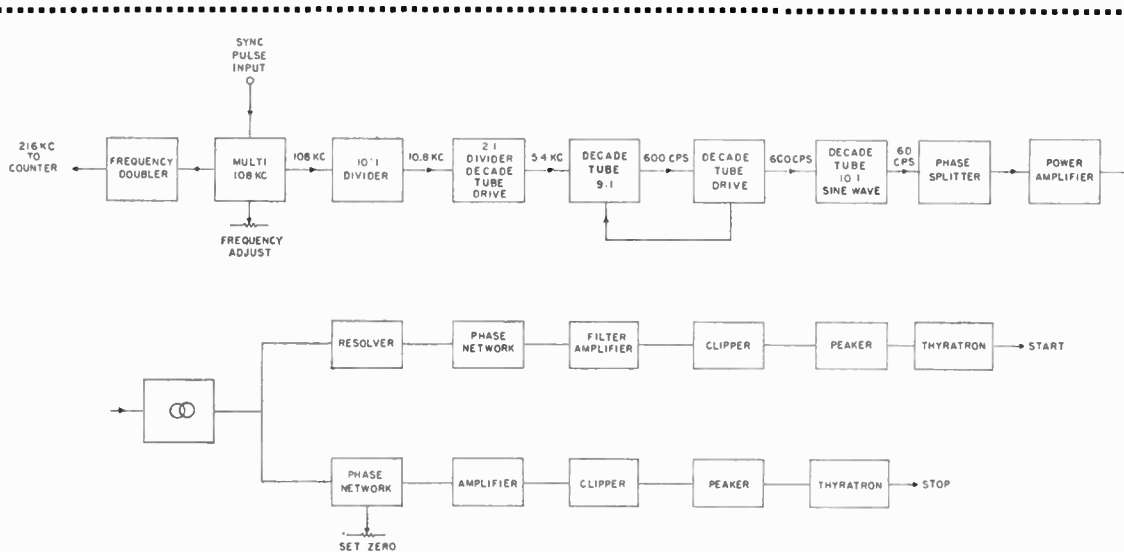 SYNC
PULSE
INPUT
216 KC
TO
COUNTER
FREQUENCY
DOUBLER
MULTI
108 KC
FREQUENCY
ADJUST
108 KC
10:1
DIVIDER
10.8 KC
2:1
DIVIDER
DECADE
TUBE
DRIVE
5.4 KC
DECADE
TUBE
9:1
600 CPS
DECADE
TUBE
DRIVE
600 CPS
DECADE
TUBE
10:1
SINE WAVE
60
CPS
PHASE
SPLITTER
POWER
AMPLIFIER
RESOLVER
PHASE
NETWORK
FILTER
AMPLIFIER
CLIPPER
PEAKER
THYRATRON
START
PHASE
NETWORK
SET ZERO
AMPLIFIER
CLIPPER
PEAKER
THYRATRON
STOP